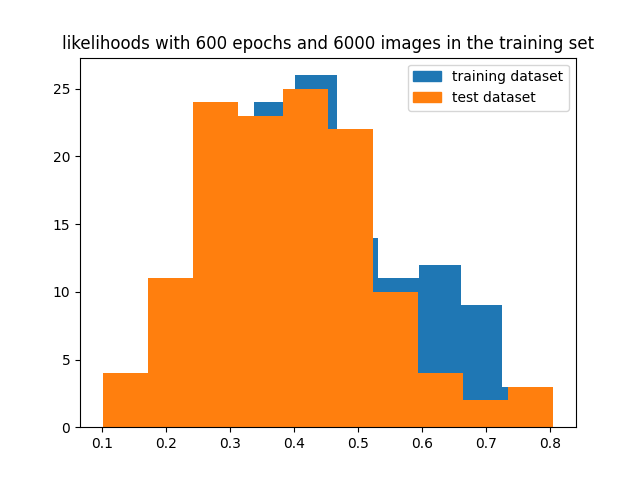 likelihoods with 600 epochs and 6000 images in the training set
training dataset
test dataset
25
20
15
10
5
0
0.1 0.2 0.3 0.4 0.5 0.6 0.7 0.8